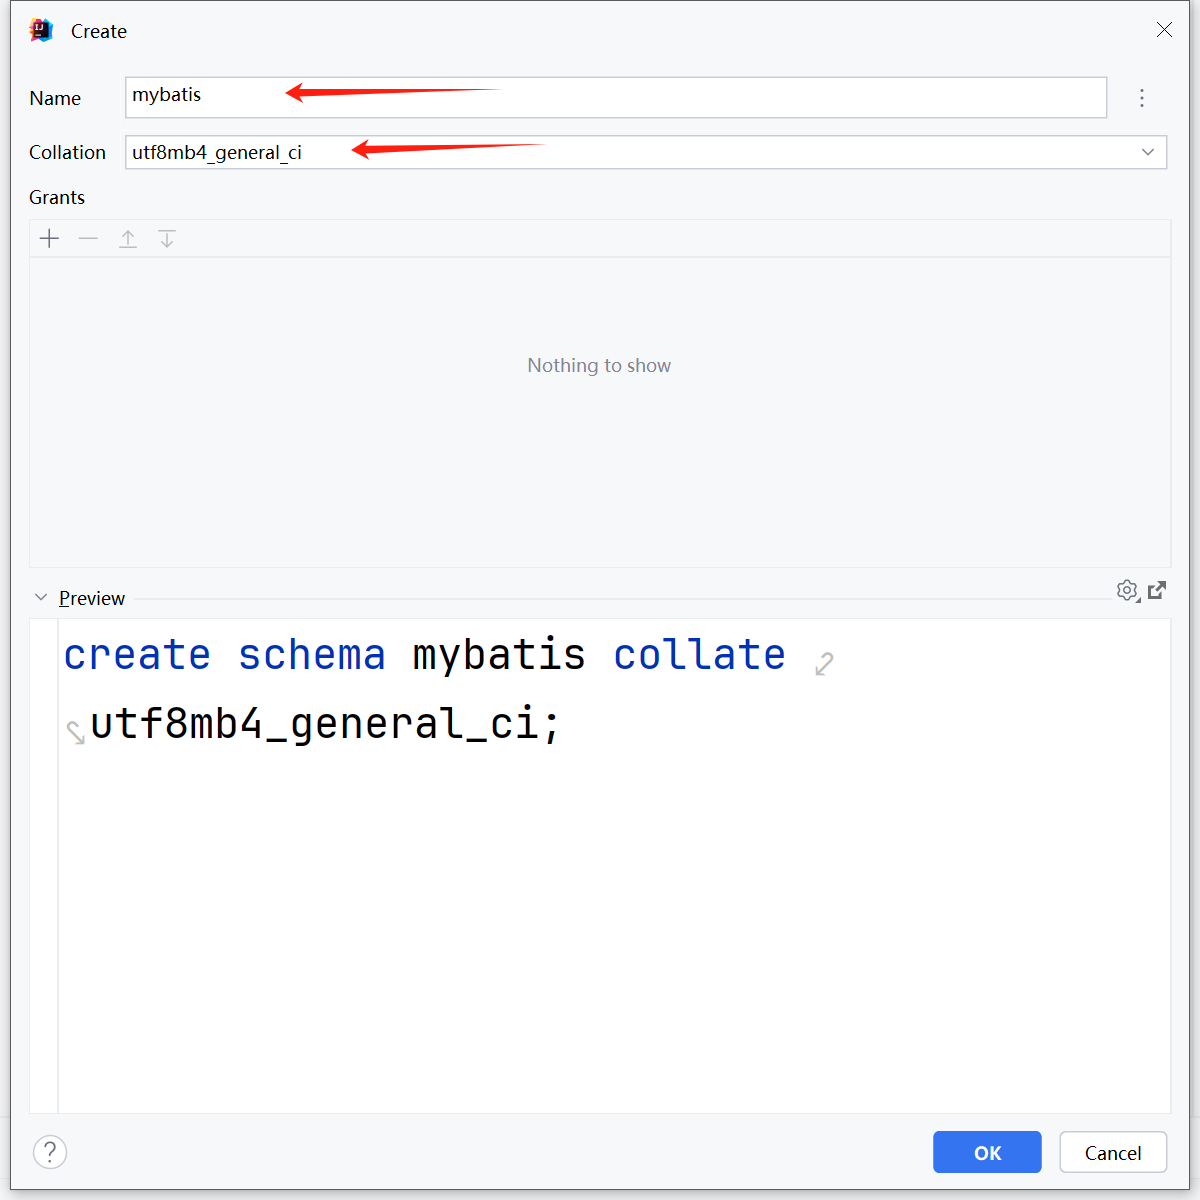 Create
Name mybatis
Collation utf8mb4_general_ci
Grants
Nothing to show
Preview
create schema mybatis collate
utf8mb4_general_ci;
? OK Cancel